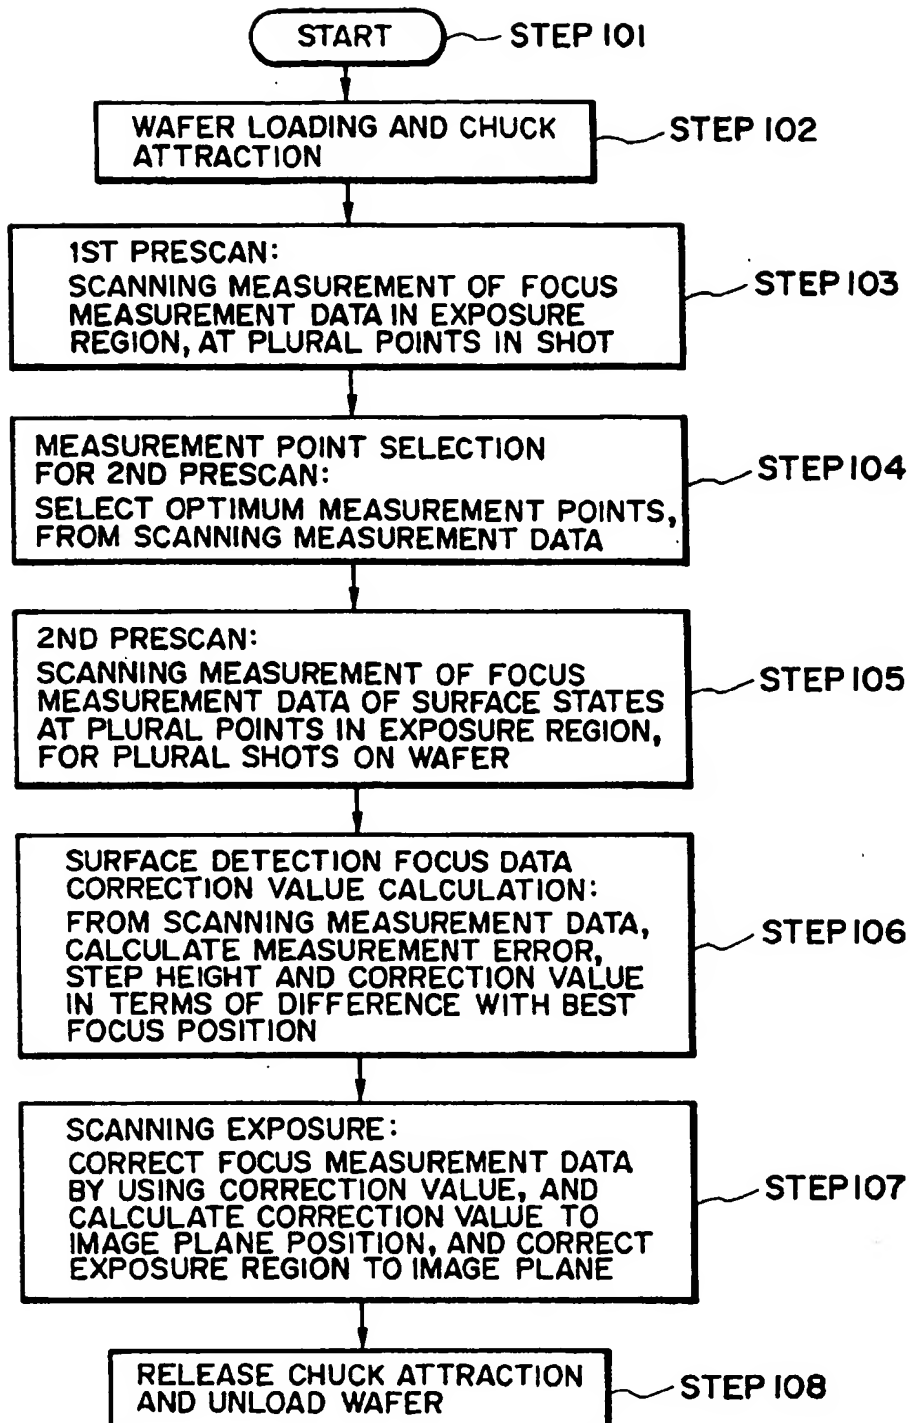 START
STEP 101
WAFER LOADING AND CHUCK
ATTRACTION
STEP 102
1ST PRESCAN:
SCANNING MEASUREMENT OF FOCUS
MEASUREMENT DATA IN EXPOSURE
REGION, AT PLURAL POINTS IN SHOT
STEP 103
MEASUREMENT POINT SELECTION
FOR 2ND PRESCAN:
SELECT OPTIMUM MEASUREMENT POINTS,
FROM SCANNING MEASUREMENT DATA
STEP 104
2ND PRESCAN:
SCANNING MEASUREMENT OF FOCUS
MEASUREMENT DATA OF SURFACE STATES
AT PLURAL POINTS IN EXPOSURE REGION,
FOR PLURAL SHOTS ON WAFER
STEP 105
SURFACE DETECTION FOCUS DATA
CORRECTION VALUE CALCULATION:
FROM SCANNING MEASUREMENT DATA,
CALCULATE MEASUREMENT ERROR,
STEP HEIGHT AND CORRECTION VALUE
IN TERMS OF DIFFERENCE WITH BEST
FOCUS POSITION
STEP 106
SCANNING EXPOSURE:
CORRECT FOCUS MEASUREMENT DATA
BY USING CORRECTION VALUE, AND
CALCULATE CORRECTION VALUE TO
IMAGE PLANE POSITION, AND CORRECT
EXPOSURE REGION TO IMAGE PLANE
STEP 107
RELEASE CHUCK ATTRACTION
AND UNLOAD WAFER
STEP 108